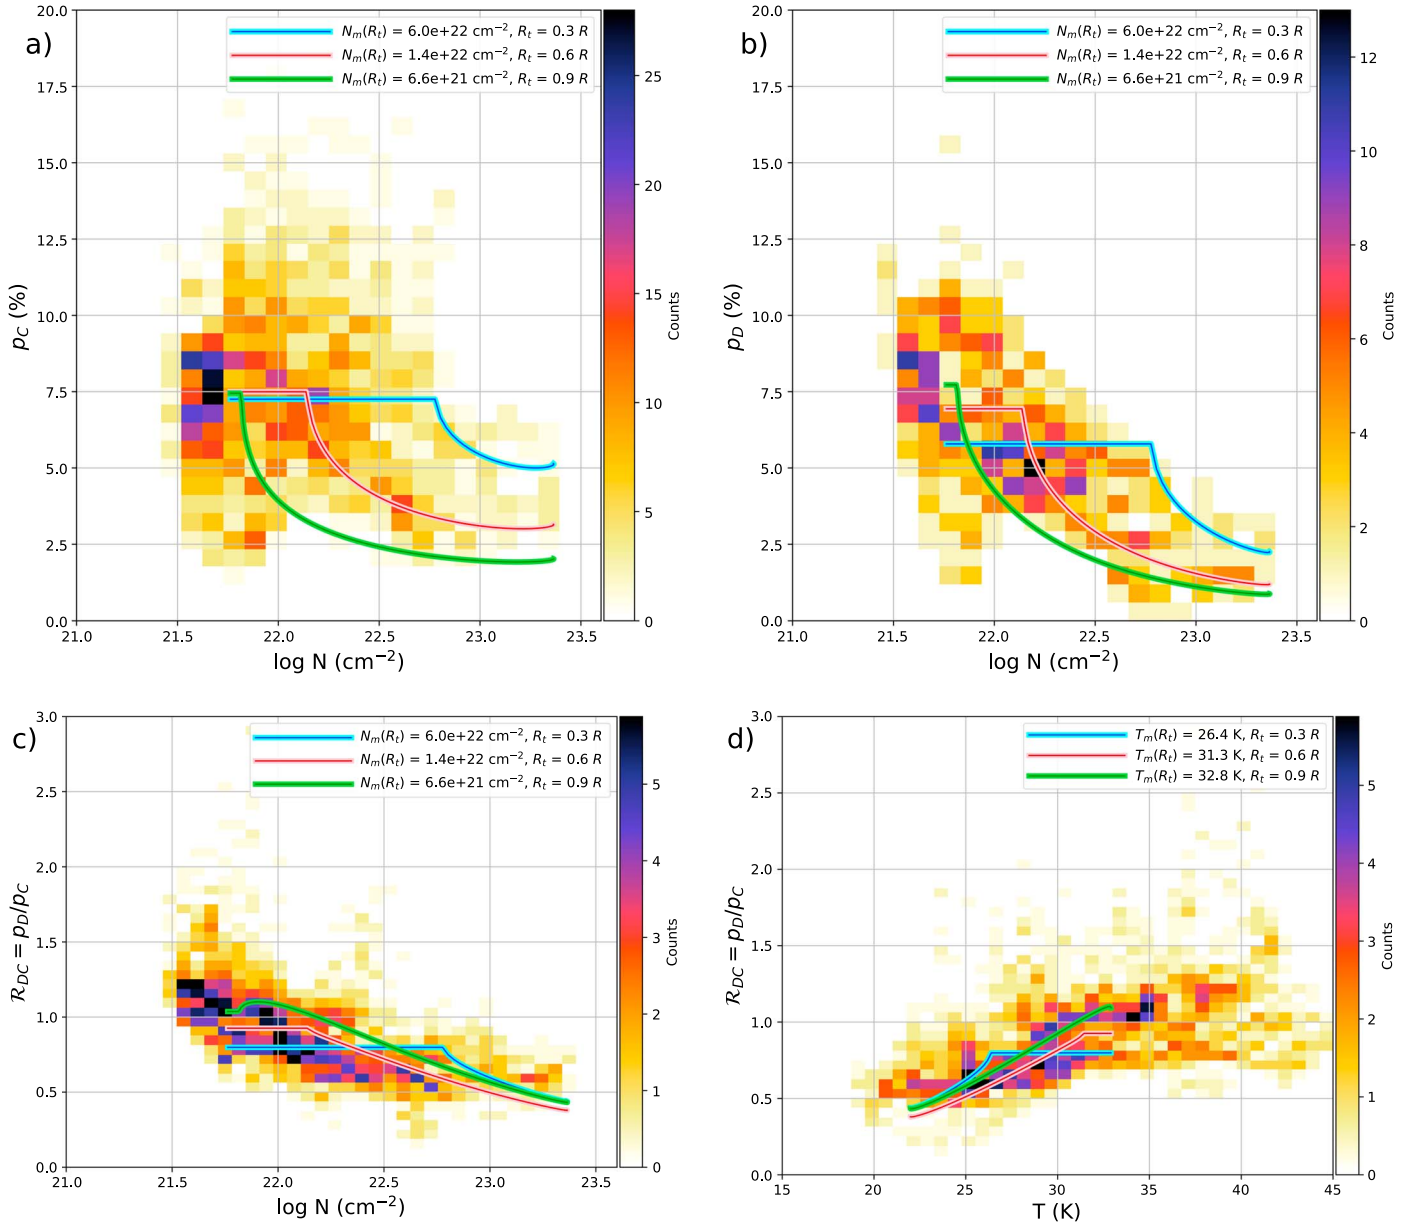 a)
N_m(R_t) = 6.0e+22 cm⁻², R_t = 0.3 R
N_m(R_t) = 1.4e+22 cm⁻², R_t = 0.6 R
N_m(R_t) = 6.6e+21 cm⁻², R_t = 0.9 R
20.0
17.5
15.0
12.5
10.0
7.5
5.0
2.5
0.0
p_C (%)
21.0 21.5 22.0 22.5 23.0 23.5
log N (cm⁻²)
25
20
15
10
5
0
Counts
b)
N_m(R_t) = 6.0e+22 cm⁻², R_t = 0.3 R
N_m(R_t) = 1.4e+22 cm⁻², R_t = 0.6 R
N_m(R_t) = 6.6e+21 cm⁻², R_t = 0.9 R
20.0
17.5
15.0
12.5
10.0
7.5
5.0
2.5
0.0
p_D (%)
21.0 21.5 22.0 22.5 23.0 23.5
log N (cm⁻²)
12
10
8
6
4
2
0
Counts
c)
N_m(R_t) = 6.0e+22 cm⁻², R_t = 0.3 R
N_m(R_t) = 1.4e+22 cm⁻², R_t = 0.6 R
N_m(R_t) = 6.6e+21 cm⁻², R_t = 0.9 R
3.0
2.5
2.0
1.5
1.0
0.5
0.0
ℛ_DC = p_D/p_C
21.0 21.5 22.0 22.5 23.0 23.5
log N (cm⁻²)
5
4
3
2
1
0
Counts
d)
T_m(R_t) = 26.4 K, R_t = 0.3 R
T_m(R_t) = 31.3 K, R_t = 0.6 R
T_m(R_t) = 32.8 K, R_t = 0.9 R
3.0
2.5
2.0
1.5
1.0
0.5
0.0
ℛ_DC = p_D/p_C
15 20 25 30 35 40 45
T (K)
5
4
3
2
1
0
Counts